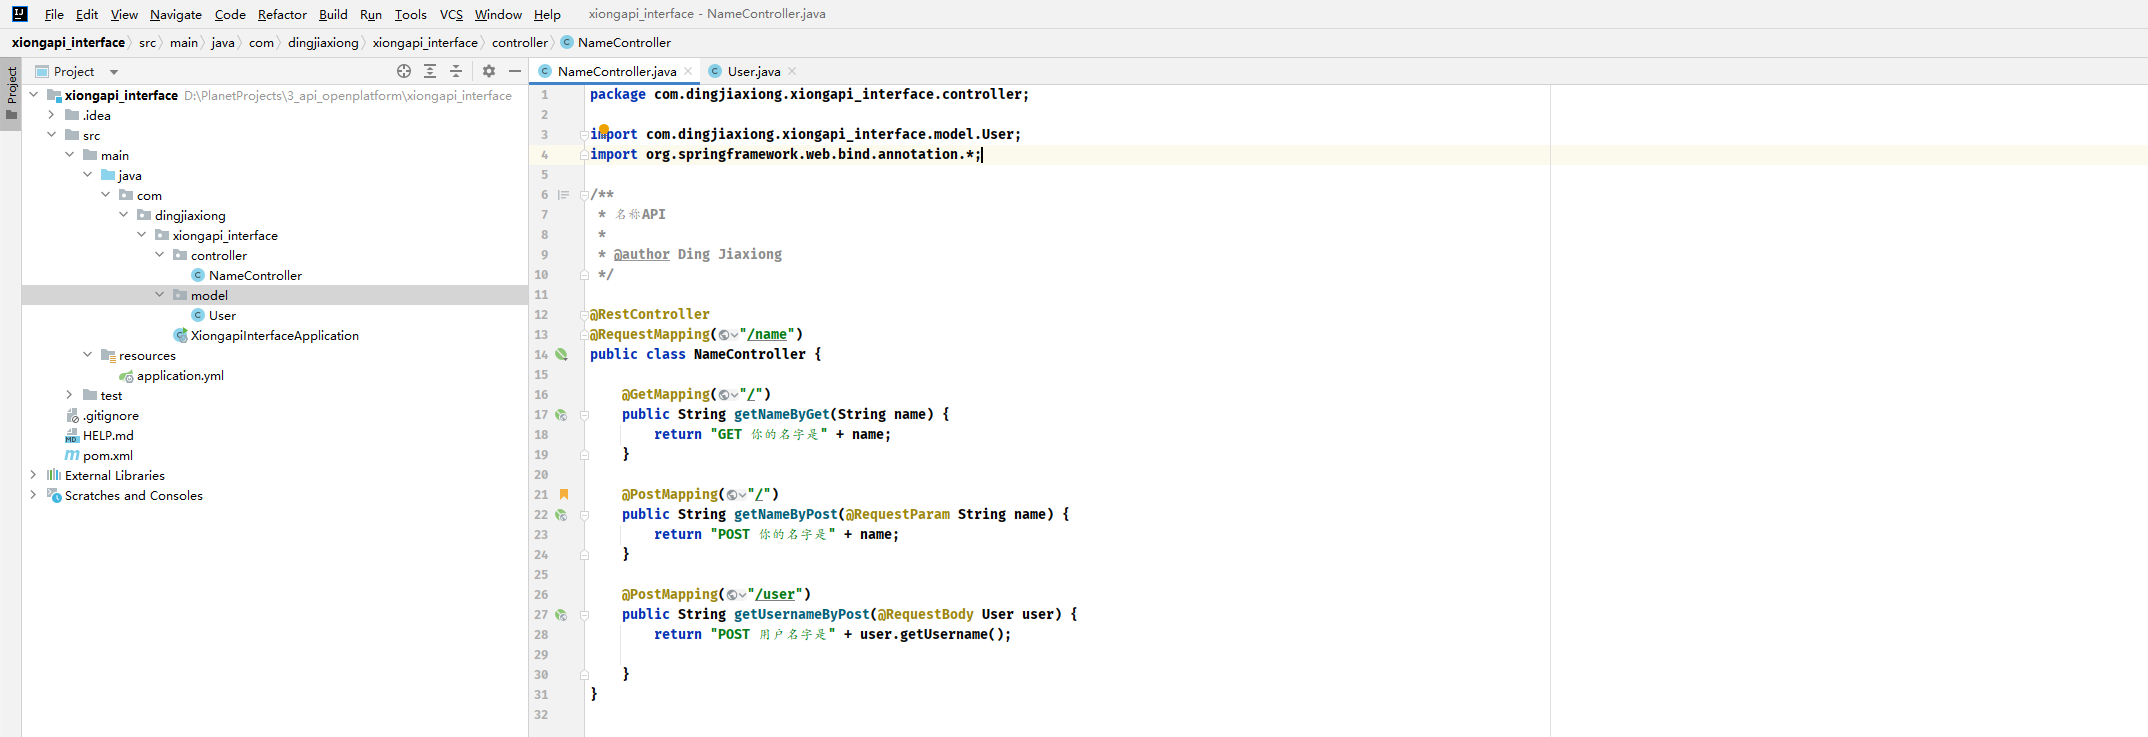 File Edit View Navigate Code Refactor Build Run Tools VCS Window Help xiongapi_interface - NameController.java
xiongapi_interface src main java com dingjiaxiong xiongapi_interface controller NameController
Project
Project
xiongapi_interface D:\PlanetProjects\3_api_openplatform\xiongapi_interface
.idea
src
main
java
com
dingjiaxiong
xiongapi_interface
controller
NameController
model
User
XiongapiInterfaceApplication
resources
application.yml
test
.gitignore
HELP.md
pom.xml
External Libraries
Scratches and Consoles
NameController.java User.java
1 package com.dingjiaxiong.xiongapi_interface.controller;
2
3 import com.dingjiaxiong.xiongapi_interface.model.User;
4 import org.springframework.web.bind.annotation.*;
5
6 /**
7 * 名称API
8 *
9 * @author Ding Jiaxiong
10 */
11
12 @RestController
13 @RequestMapping("/name")
14 public class NameController {
15
16 @GetMapping("/")
17 public String getNameByGet(String name) {
18 return "GET 你的名字是" + name;
19 }
20
21 @PostMapping("/")
22 public String getNameByPost(@RequestParam String name) {
23 return "POST 你的名字是" + name;
24 }
25
26 @PostMapping("/user")
27 public String getUsernameByPost(@RequestBody User user) {
28 return "POST 用户名字是" + user.getUsername();
29
30 }
31 }
32